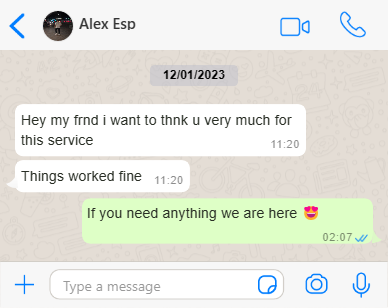 Alex Esp
12/01/2023
Hey my frnd i want to thnk u very much for
this service
11:20
Things worked fine
11:20
If you need anything we are here 😍
02:07
Type a message